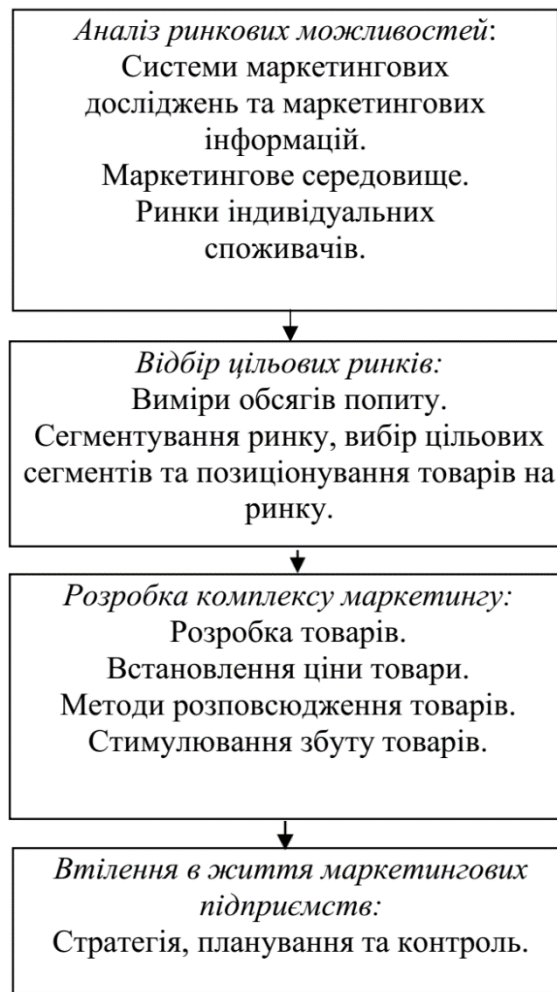 Аналіз ринкових можливостей:
Системи маркетингових
досліджень та маркетингових
інформацій.
Маркетингове середовище.
Ринки індивідуальних
споживачів.
Відбір цільових ринків:
Виміри обсягів попиту.
Сегментування ринку, вибір цільових
сегментів та позиціонування товарів на
ринку.
Розробка комплексу маркетингу:
Розробка товарів.
Встановлення ціни товари.
Методи розповсюдження товарів.
Стимулювання збуту товарів.
Втілення в життя маркетингових
підприємств:
Стратегія, планування та контроль.